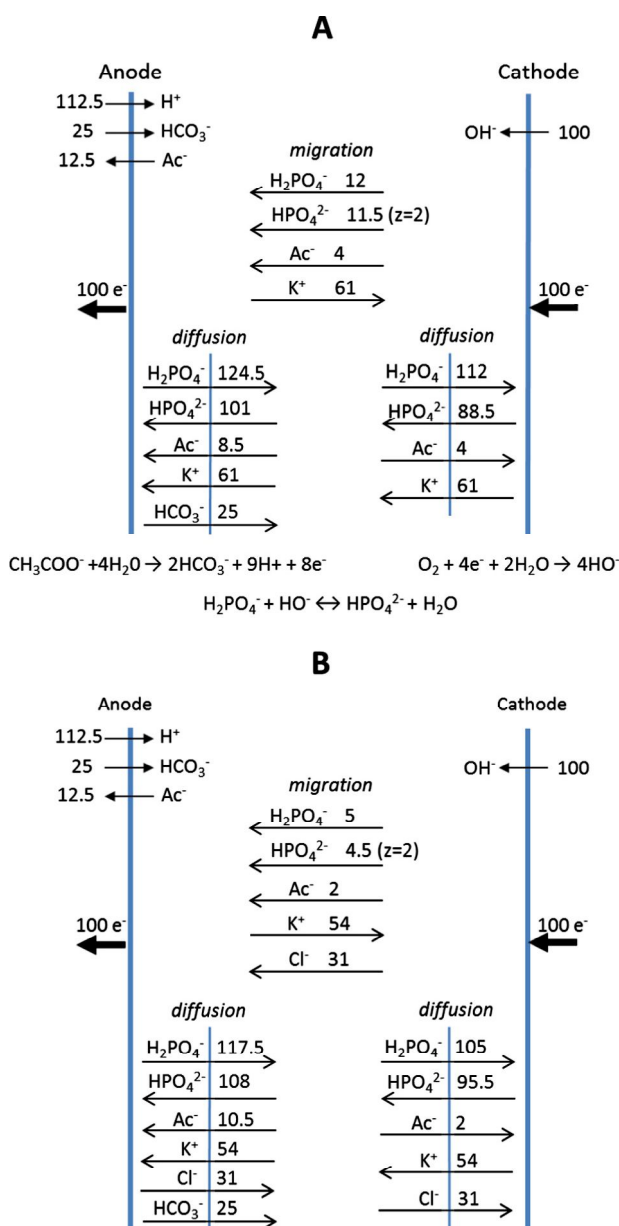 A
Anode Cathode
112.5 H⁺
25 HCO₃⁻ OH⁻ 100
12.5 Ac⁻
migration
H₂PO₄⁻ 12
HPO₄²⁻ 11.5 (z=2)
Ac⁻ 4
K⁺ 61
100 e⁻ 100 e⁻
diffusion diffusion
H₂PO₄⁻ 124.5 H₂PO₄⁻ 112
HPO₄²⁻ 101 HPO₄²⁻ 88.5
Ac⁻ 8.5 Ac⁻ 4
K⁺ 61 K⁺ 61
HCO₃⁻ 25
CH₃COO⁻ +4H₂0 → 2HCO₃⁻ + 9H+ + 8e⁻ O₂ + 4e⁻ + 2H₂O → 4HO⁻
H₂PO₄⁻ + HO⁻ ↔ HPO₄²⁻ + H₂O
B
Anode Cathode
112.5 H⁺
25 HCO₃⁻ OH⁻ 100
12.5 Ac⁻
migration
H₂PO₄⁻ 5
HPO₄²⁻ 4.5 (z=2)
Ac⁻ 2
K⁺ 54
Cl⁻ 31
100 e⁻ 100 e⁻
diffusion diffusion
H₂PO₄⁻ 117.5 H₂PO₄⁻ 105
HPO₄²⁻ 108 HPO₄²⁻ 95.5
Ac⁻ 10.5 Ac⁻ 2
K⁺ 54 K⁺ 54
Cl⁻ 31 Cl⁻ 31
HCO₃⁻ 25